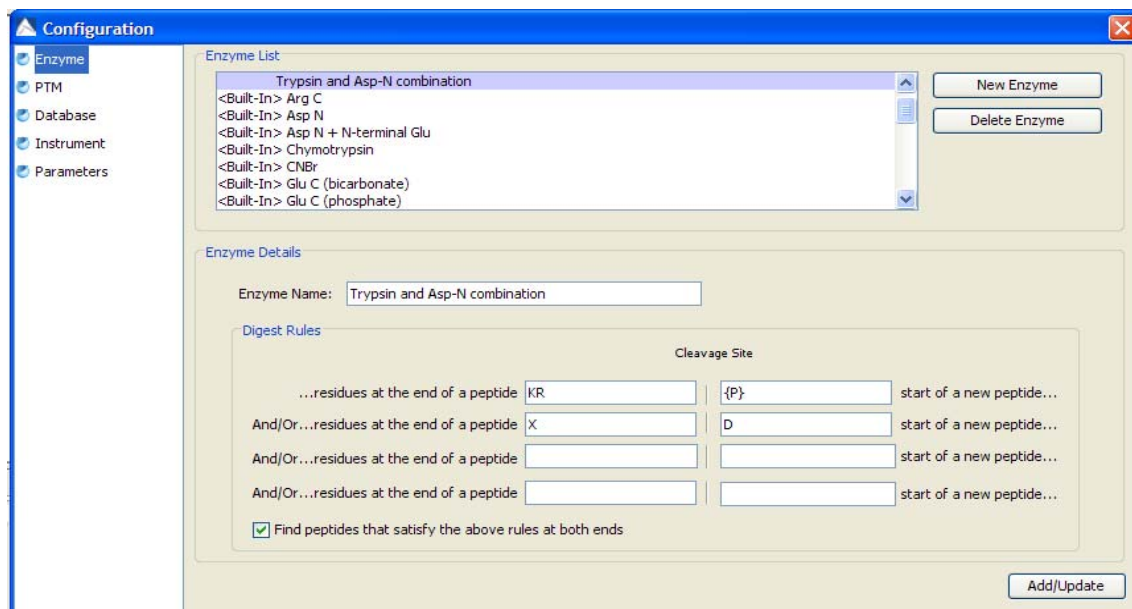 Configuration
Enzyme
PTM
Database
Instrument
Parameters
Enzyme List
Trypsin and Asp-N combination
<Built-In> Arg C
<Built-In> Asp N
<Built-In> Asp N + N-terminal Glu
<Built-In> Chymotrypsin
<Built-In> CNBr
<Built-In> Glu C (bicarbonate)
<Built-In> Glu C (phosphate)
New Enzyme
Delete Enzyme
Enzyme Details
Enzyme Name: Trypsin and Asp-N combination
Digest Rules
Cleavage Site
...residues at the end of a peptide KR | {P} start of a new peptide...
And/Or...residues at the end of a peptide X | D start of a new peptide...
And/Or...residues at the end of a peptide | start of a new peptide...
And/Or...residues at the end of a peptide | start of a new peptide...
Find peptides that satisfy the above rules at both ends
Add/Update